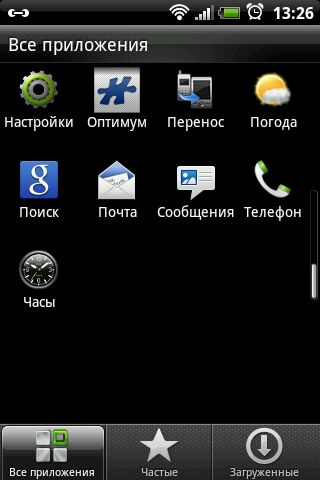 13:26
Все приложения
Настройки Оптимум Перенос Погода
g
Поиск Почта Сообщения Телефон
Часы
Все приложения Частые Загруженные